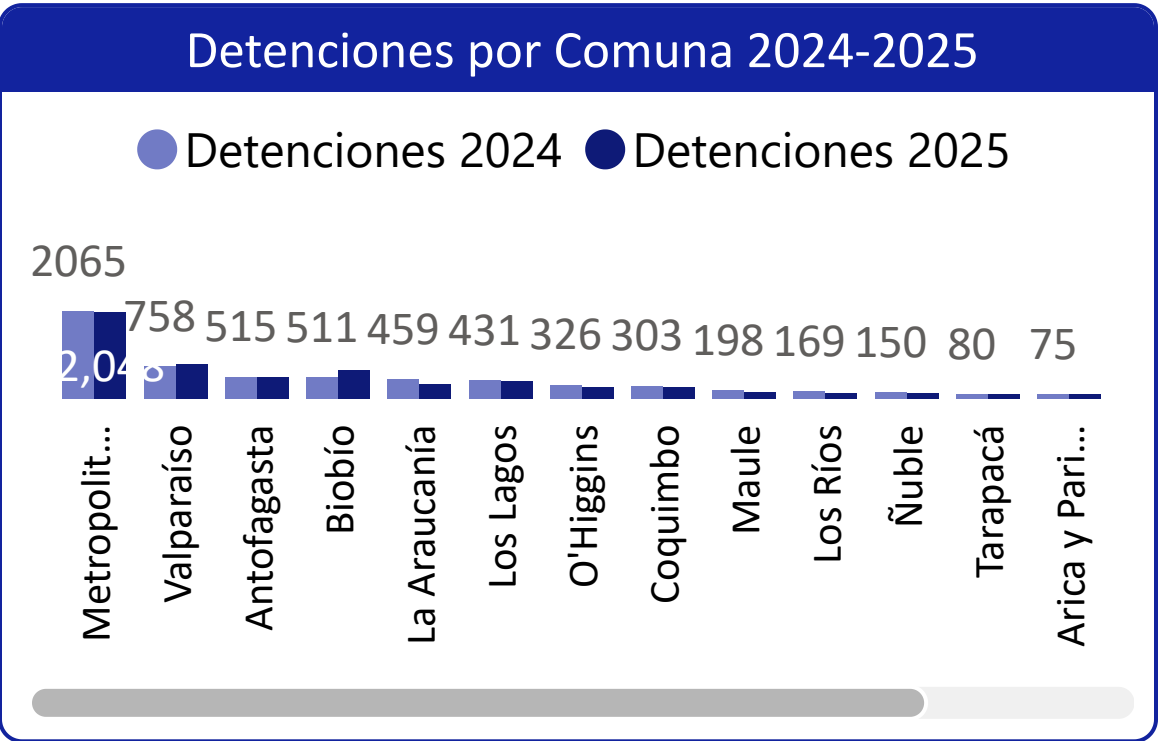 Detenciones por Comuna 2024-2025
Detenciones 2024 Detenciones 2025
2065 758 515 511 459 431 326 303 198 169 150 80 75
2,048
Metropolit... Valparaíso Antofagasta Biobío La Araucanía Los Lagos O'Higgins Coquimbo Maule Los Ríos Ñuble Tarapacá Arica y Pari...